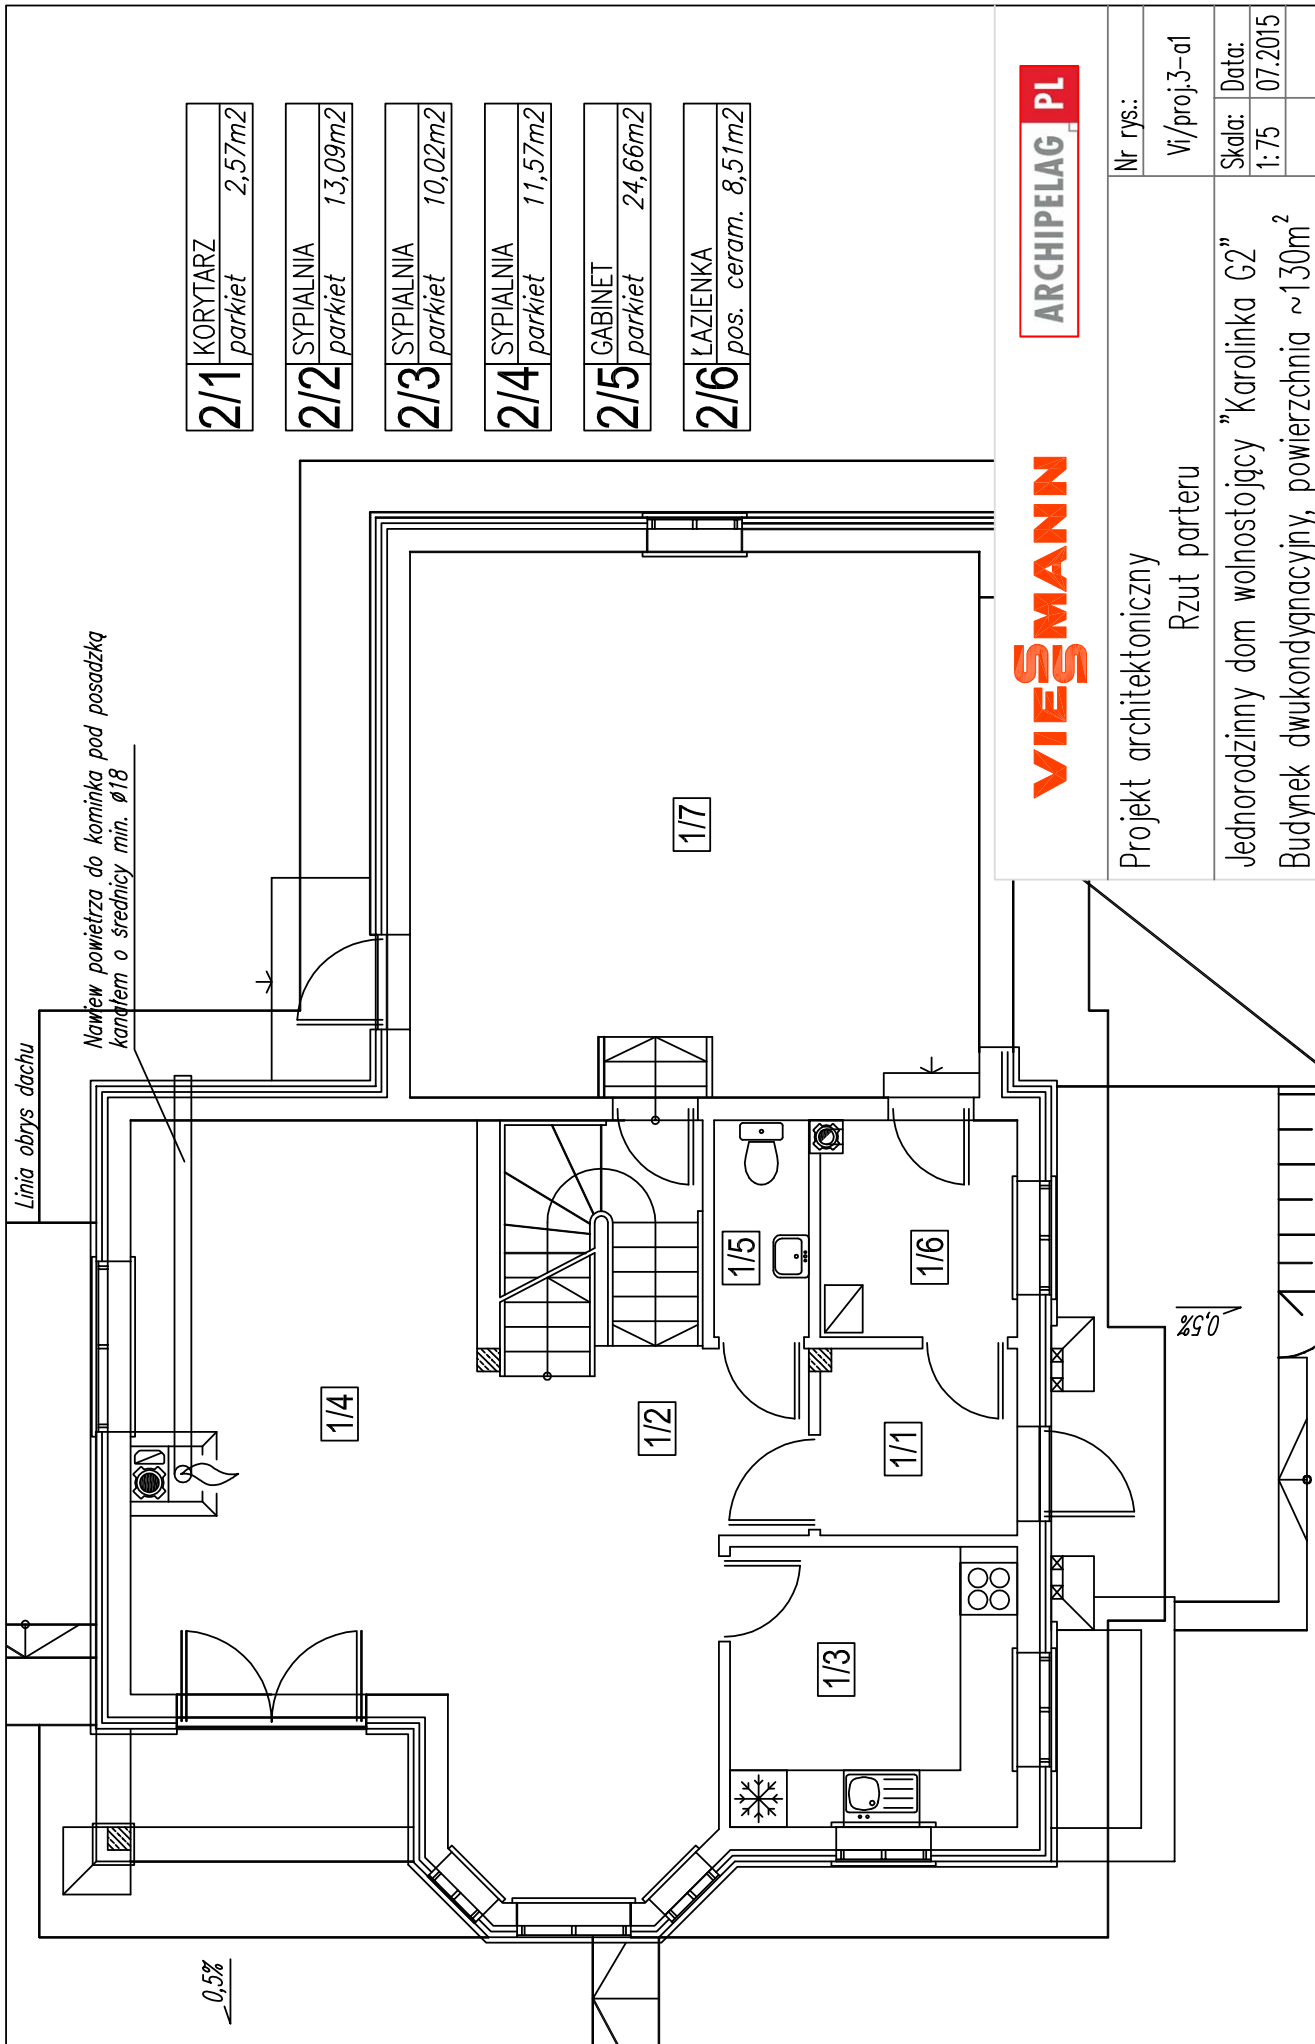 Linia obrys dachu
Nawiew powietrza do kominka pod posadzką
kanałem o średnicy min. ø18
2/1 KORYTARZ
parkiet 2,57m2
2/2 SYPIALNIA
parkiet 13,09m2
2/3 SYPIALNIA
parkiet 10,02m2
2/4 SYPIALNIA
parkiet 11,57m2
2/5 GABINET
parkiet 24,66m2
2/6 ŁAZIENKA
pos. ceram. 8,51m2
1/4
1/2
1/7
1/5
1/6
1/1
1/3
0,5%
0,5%
VIESMANN
ARCHIPELAG PL
Projekt architektoniczny
Rzut parteru
Nr rys.:
Vi/proj.3-a1
Jednorodzinny dom wolnostojący "Karolinka G2"
Budynek dwukondygnacyjny, powierzchnia ~130m²
Skala: Data:
1:75 07.2015